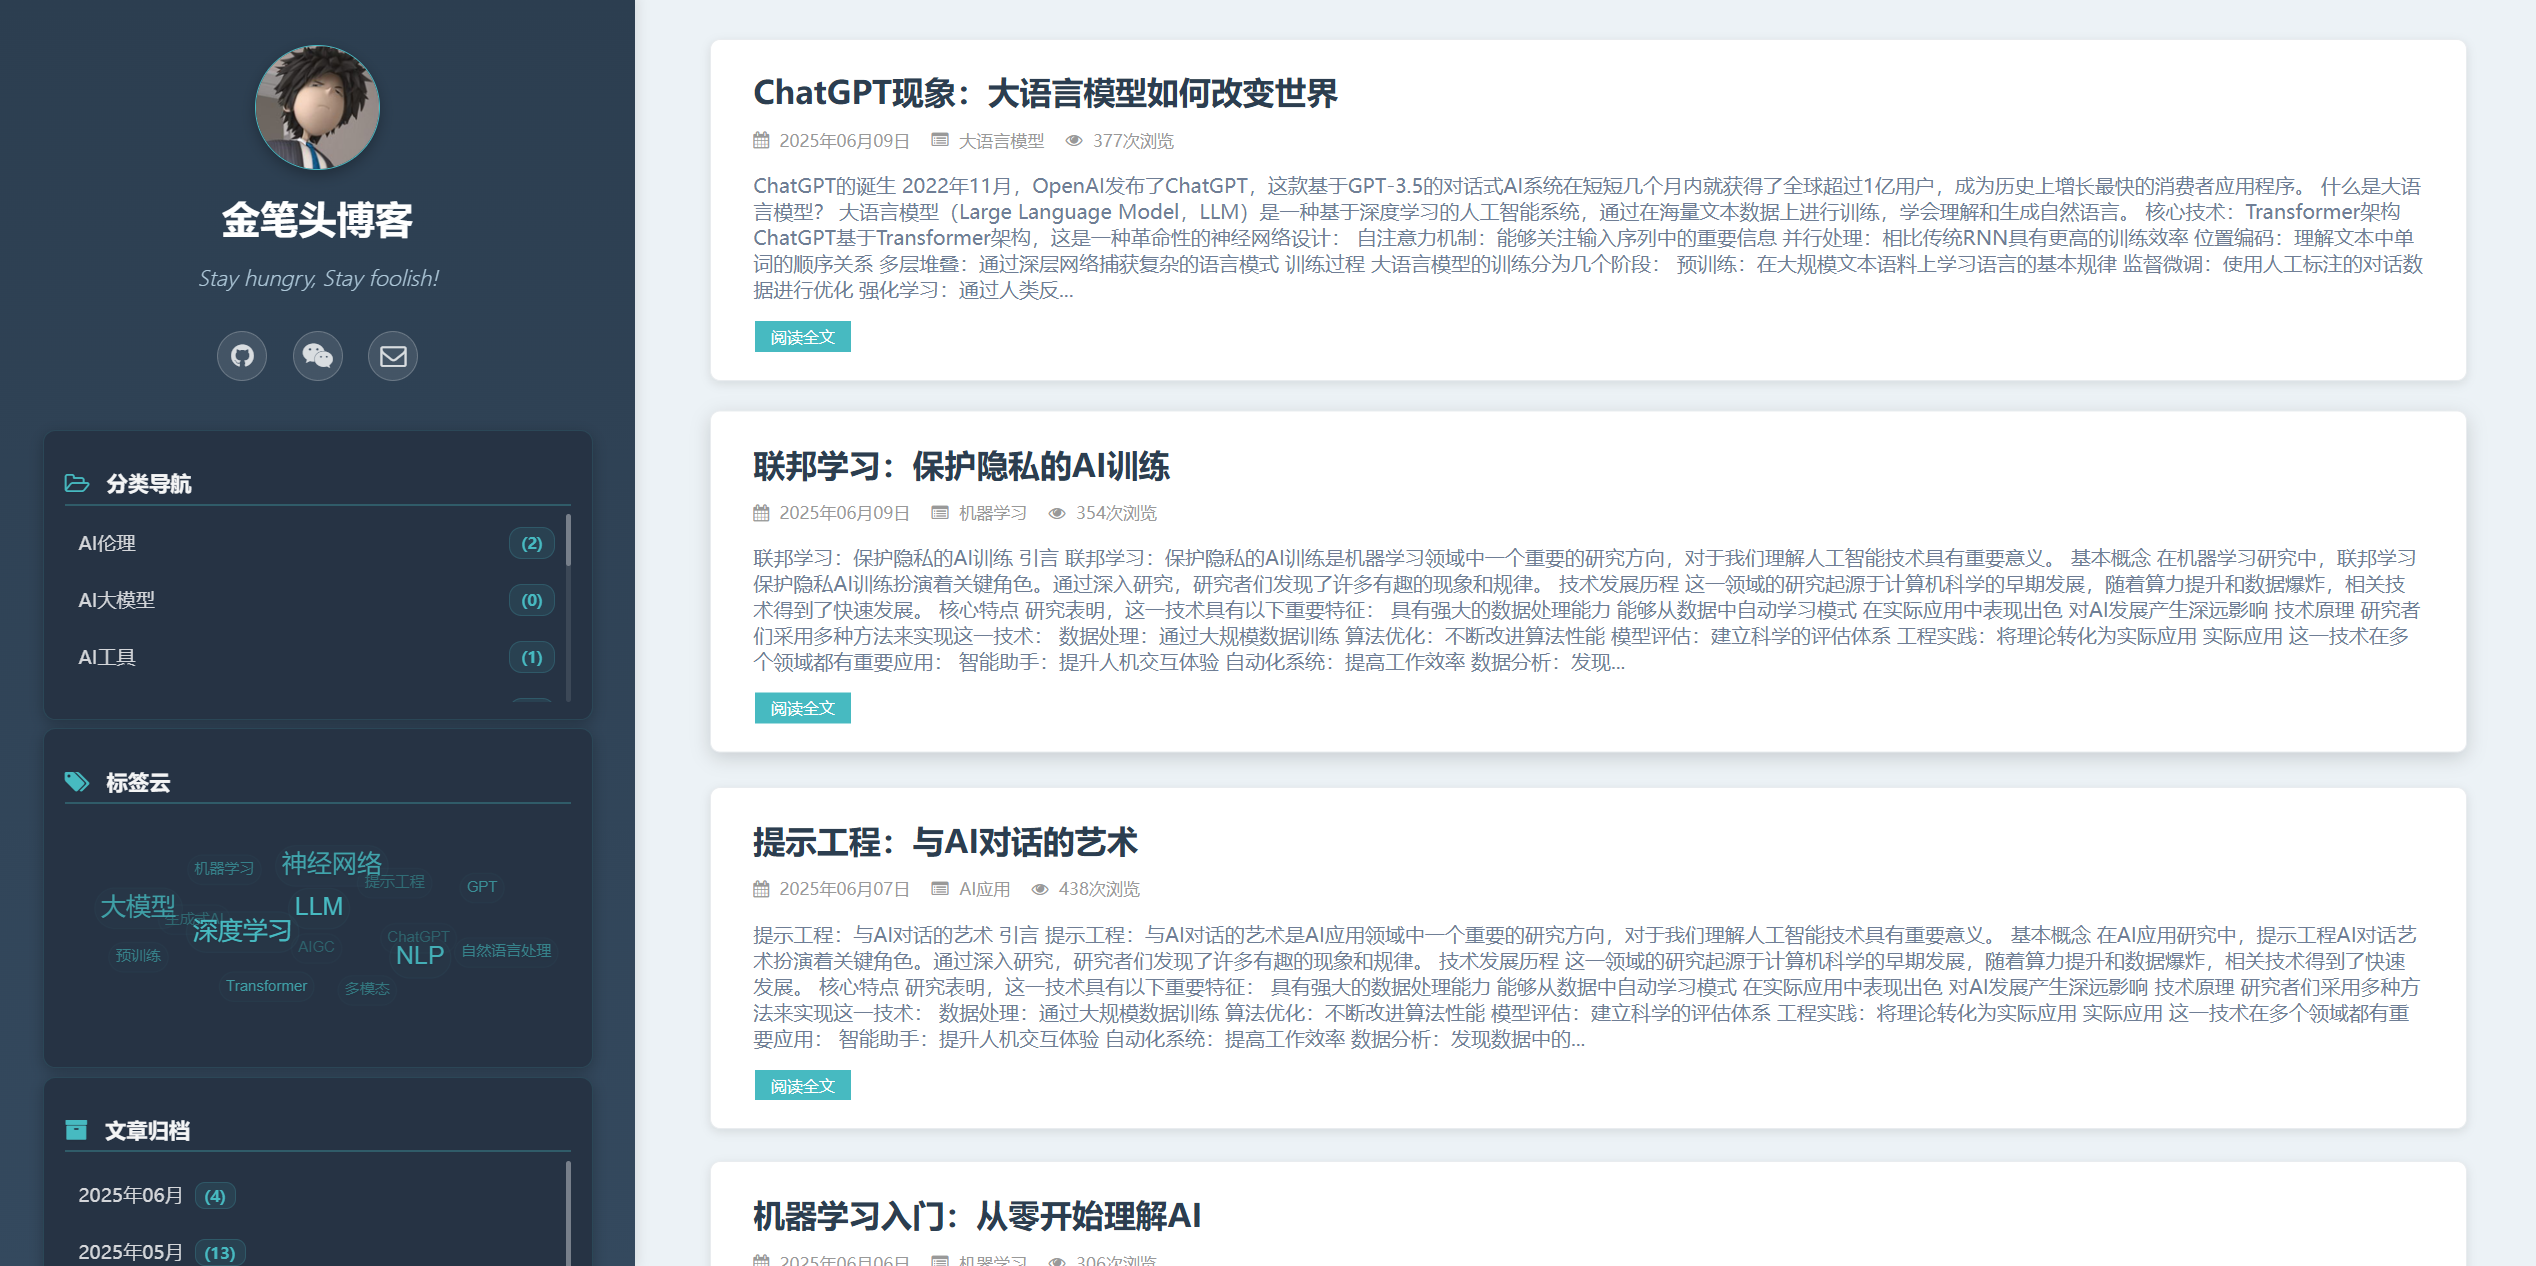 金笔头博客
Stay hungry, Stay foolish!
分类导航
AI伦理 (2)
AI大模型 (0)
AI工具 (1)
标签云
机器学习
神经网络
提示工程
GPT
大模型
生成式AI
LLM
深度学习
AIGC
ChatGPT
NLP
自然语言处理
预训练
Transformer
多模态
文章归档
2025年06月 (4)
2025年05月 (13)
ChatGPT现象：大语言模型如何改变世界
2025年06月09日 大语言模型 377次浏览
ChatGPT的诞生 2022年11月，OpenAI发布了ChatGPT，这款基于GPT-3.5的对话式AI系统在短短几个月内就获得了全球超过1亿用户，成为历史上增长最快的消费者应用程序。 什么是大语
言模型？ 大语言模型（Large Language Model，LLM）是一种基于深度学习的人工智能系统，通过在海量文本数据上进行训练，学会理解和生成自然语言。 核心技术：Transformer架构
ChatGPT基于Transformer架构，这是一种革命性的神经网络设计： 自注意力机制：能够关注输入序列中的重要信息 并行处理：相比传统RNN具有更高的训练效率 位置编码：理解文本中单
词的顺序关系 多层堆叠：通过深层网络捕获复杂的语言模式 训练过程 大语言模型的训练分为几个阶段： 预训练：在大规模文本语料上学习语言的基本规律 监督微调：使用人工标注的对话数
据进行优化 强化学习：通过人类反...
阅读全文
联邦学习：保护隐私的AI训练
2025年06月09日 机器学习 354次浏览
联邦学习：保护隐私的AI训练 引言 联邦学习：保护隐私的AI训练是机器学习领域中一个重要的研究方向，对于我们理解人工智能技术具有重要意义。 基本概念 在机器学习研究中，联邦学习
保护隐私AI训练扮演着关键角色。通过深入研究，研究者们发现了许多有趣的现象和规律。 技术发展历程 这一领域的研究起源于计算机科学的早期发展，随着算力提升和数据爆炸，相关技
术得到了快速发展。 核心特点 研究表明，这一技术具有以下重要特征： 具有强大的数据处理能力 能够从数据中自动学习模式 在实际应用中表现出色 对AI发展产生深远影响 技术原理 研究者
们采用多种方法来实现这一技术： 数据处理：通过大规模数据训练 算法优化：不断改进算法性能 模型评估：建立科学的评估体系 工程实践：将理论转化为实际应用 实际应用 这一技术在多
个领域都有重要应用： 智能助手：提升人机交互体验 自动化系统：提高工作效率 数据分析：发现...
阅读全文
提示工程：与AI对话的艺术
2025年06月07日 AI应用 438次浏览
提示工程：与AI对话的艺术 引言 提示工程：与AI对话的艺术是AI应用领域中一个重要的研究方向，对于我们理解人工智能技术具有重要意义。 基本概念 在AI应用研究中，提示工程AI对话艺
术扮演着关键角色。通过深入研究，研究者们发现了许多有趣的现象和规律。 技术发展历程 这一领域的研究起源于计算机科学的早期发展，随着算力提升和数据爆炸，相关技术得到了快速
发展。 核心特点 研究表明，这一技术具有以下重要特征： 具有强大的数据处理能力 能够从数据中自动学习模式 在实际应用中表现出色 对AI发展产生深远影响 技术原理 研究者们采用多种方
法来实现这一技术： 数据处理：通过大规模数据训练 算法优化：不断改进算法性能 模型评估：建立科学的评估体系 工程实践：将理论转化为实际应用 实际应用 这一技术在多个领域都有重
要应用： 智能助手：提升人机交互体验 自动化系统：提高工作效率 数据分析：发现数据中的...
阅读全文
机器学习入门：从零开始理解AI
2025年06月06日 机器学习 306次浏览